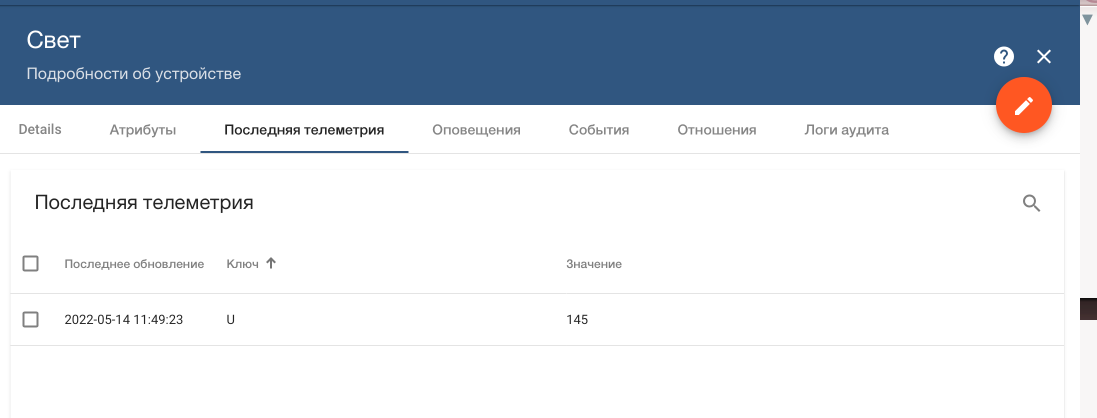 Свет
Подробности об устройстве
Details Атрибуты Последняя телеметрия Оповещения События Отношения Логи аудита
Последняя телеметрия
Последнее обновление Ключ Значение
2022-05-14 11:49:23 U 145